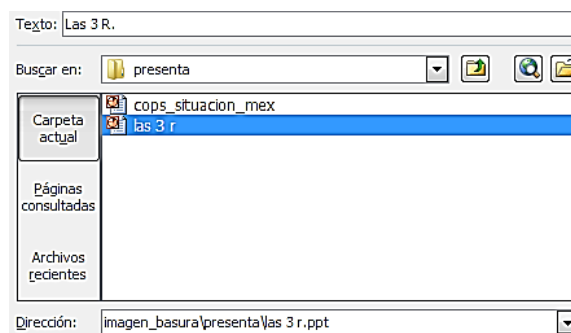 Texto: Las 3 R.
Buscar en: presenta
cops_situacion_mex
las 3 r
Carpeta
actual
Páginas
consultadas
Archivos
recientes
Dirección: imagen_basura\presenta\las 3 r.ppt